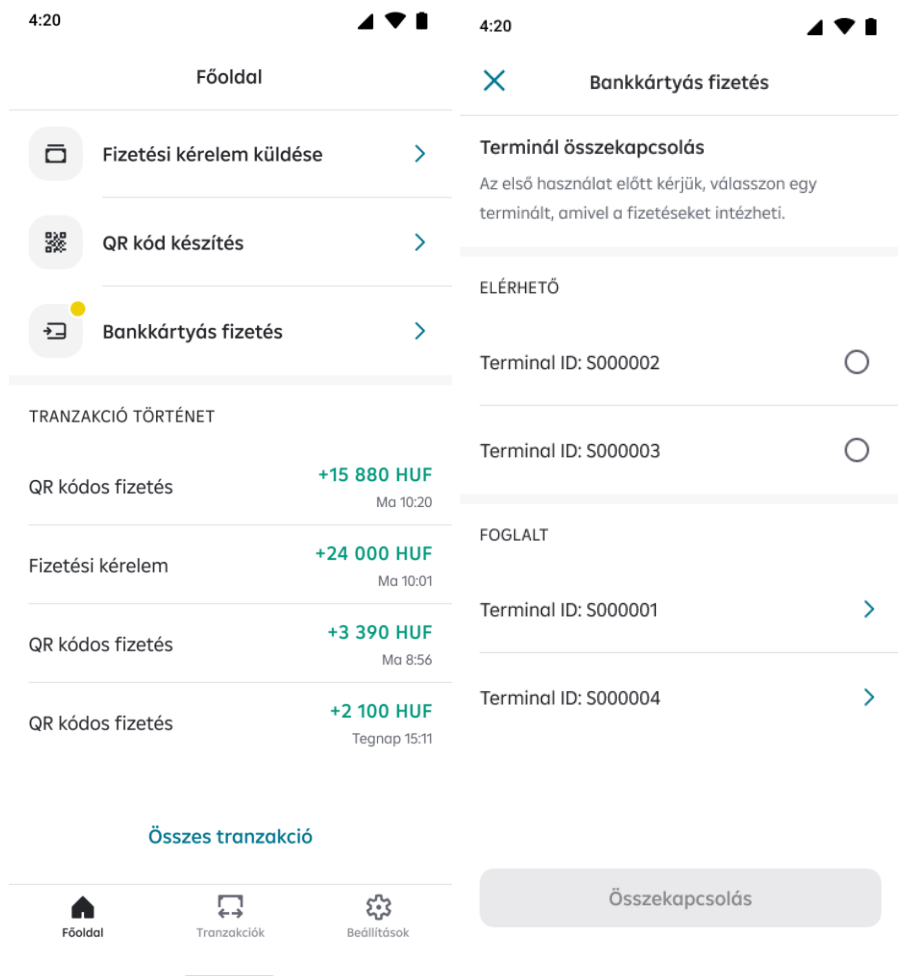 4:20
Főoldal
Fizetési kérelem küldése
QR kód készítés
Bankkártyás fizetés
TRANZAKCIÓ TÖRTÉNET
QR kódos fizetés
+15 880 HUF
Ma 10:20
Fizetési kérelem
+24 000 HUF
Ma 10:01
QR kódos fizetés
+3 390 HUF
Ma 8:56
QR kódos fizetés
+2 100 HUF
Tegnap 15:11
Összes tranzakció
Főoldal
Tranzakciók
Beállítások
4:20
Bankkártyás fizetés
Terminál összekapcsolás
Az első használat előtt kérjük, válasszon egy
terminált, amivel a fizetéseket intézheti.
ELÉRHETŐ
Terminal ID: S000002
Terminal ID: S000003
FOGLALT
Terminal ID: S000001
Terminal ID: S000004
Összekapcsolás